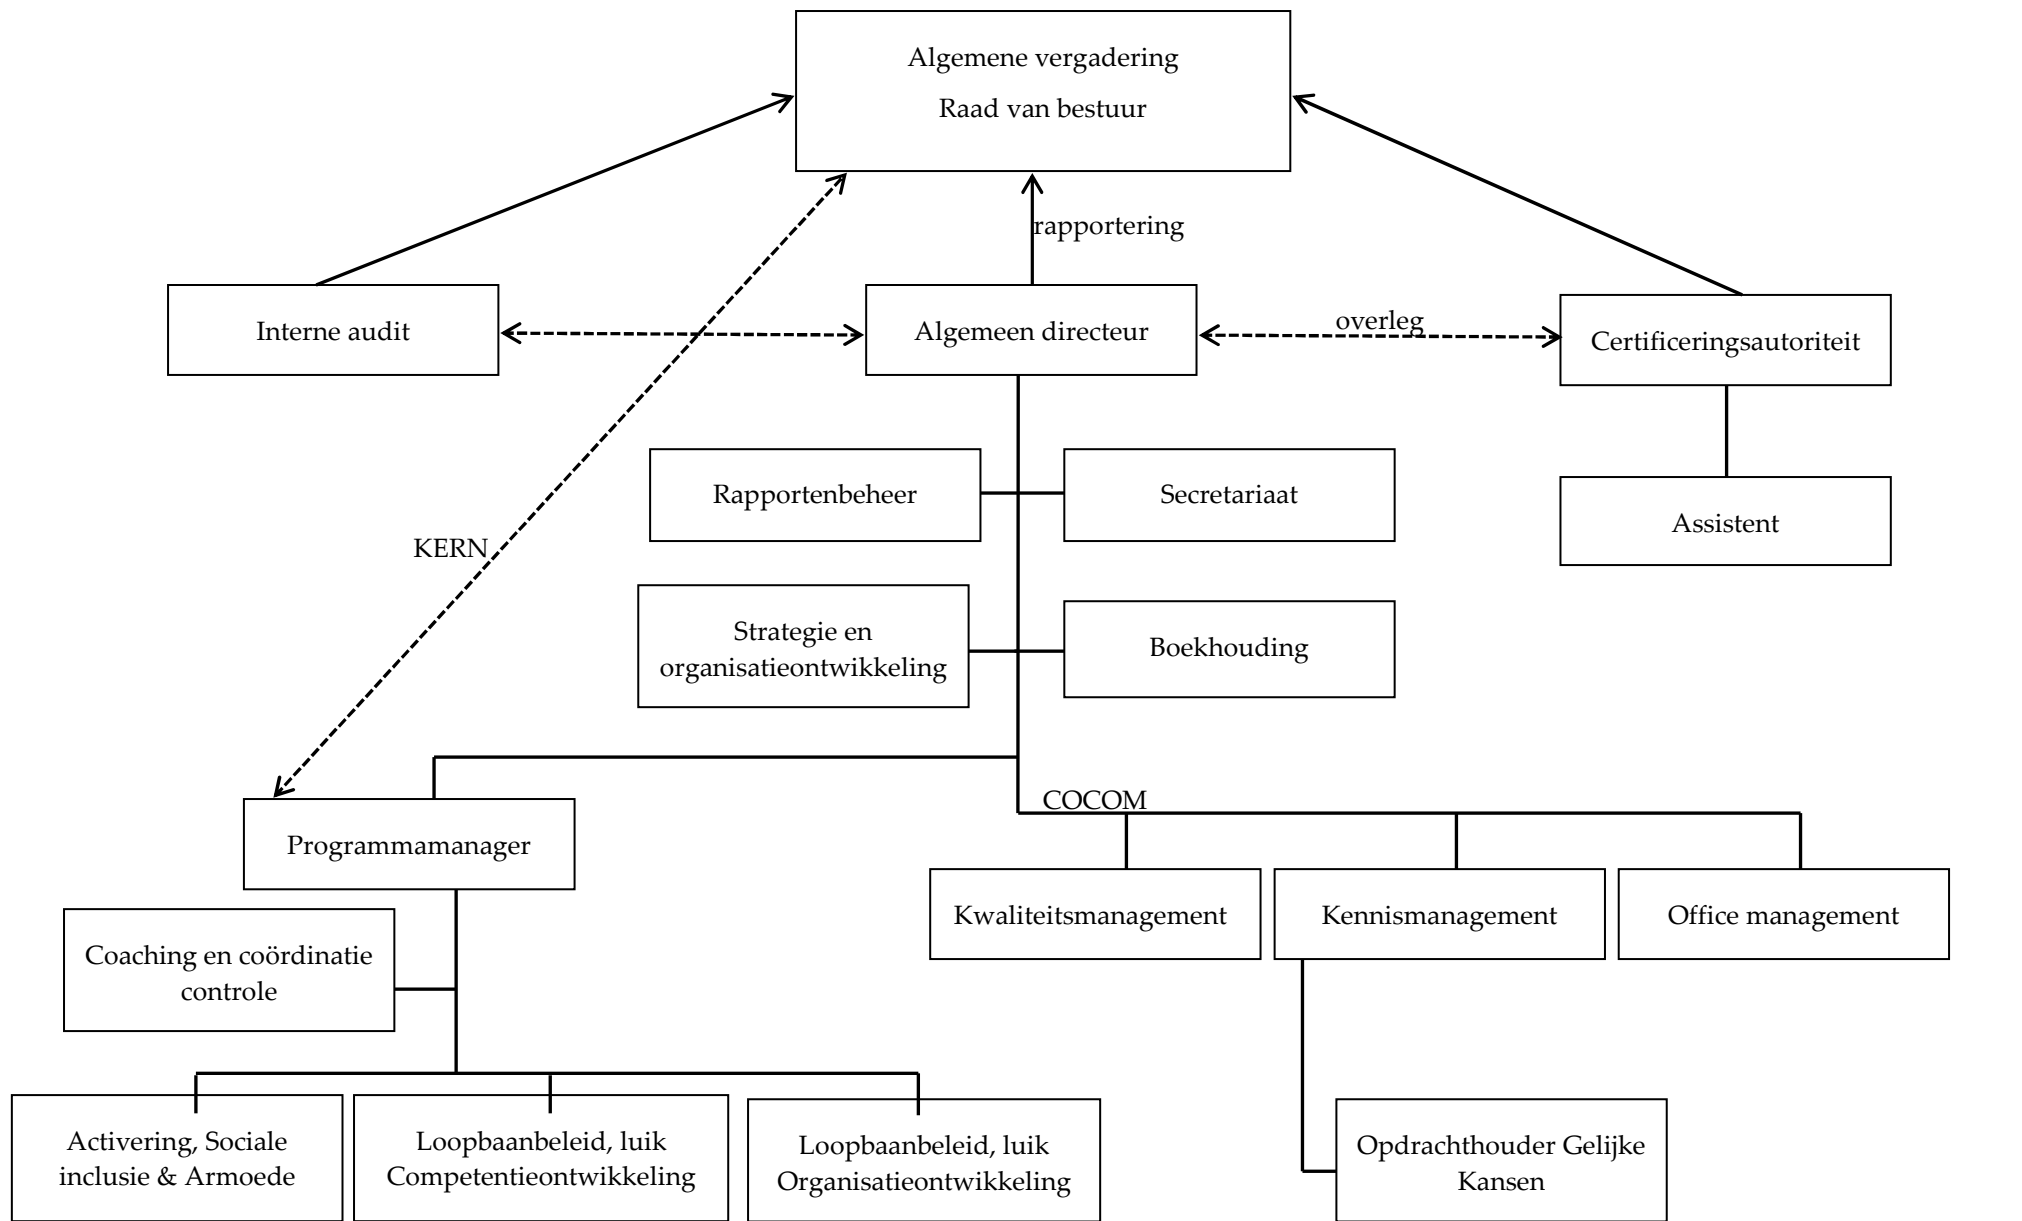 Algemene vergadering
Raad van bestuur
rapportering
Interne audit
Algemeen directeur
overleg
Certificeringsautoriteit
Rapportenbeheer
Secretariaat
Assistent
KERN
Strategie en
organisatieontwikkeling
Boekhouding
COCOM
Programmamanager
Kwaliteitsmanagement
Kennismanagement
Office management
Coaching en coördinatie
controle
Activering, Sociale
inclusie & Armoede
Loopbaanbeleid, luik
Competentieontwikkeling
Loopbaanbeleid, luik
Organisatieontwikkeling
Opdrachthouder Gelijke
Kansen